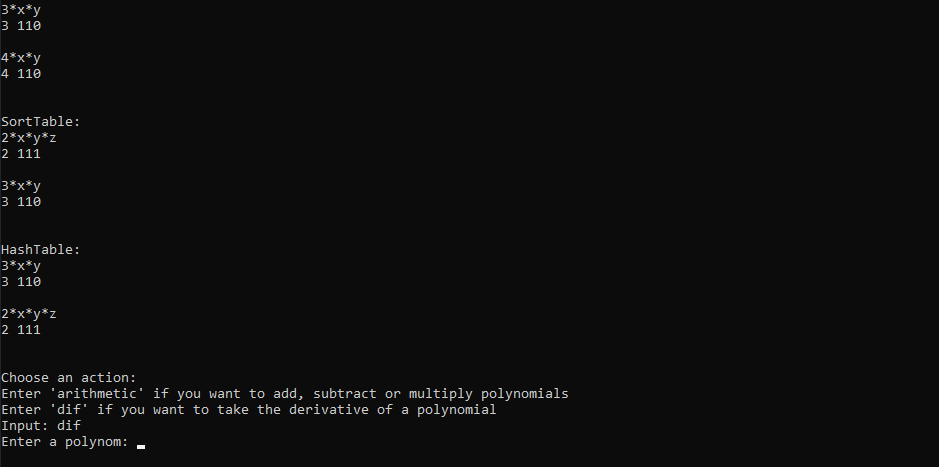 3*x*y
3 110
4*x*y
4 110
SortTable:
2*x*y*z
2 111
3*x*y
3 110
HashTable:
3*x*y
3 110
2*x*y*z
2 111
Choose an action:
Enter 'arithmetic' if you want to add, subtract or multiply polynomials
Enter 'dif' if you want to take the derivative of a polynomial
Input: dif
Enter a polynom: